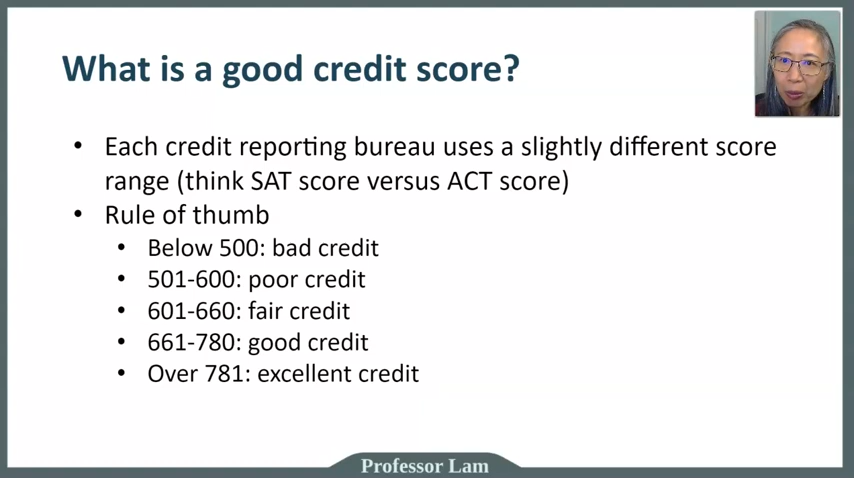 What is a good credit score?
• Each credit reporting bureau uses a slightly different score
range (think SAT score versus ACT score)
• Rule of thumb
• Below 500: bad credit
• 501-600: poor credit
• 601-660: fair credit
• 661-780: good credit
• Over 781: excellent credit
Professor Lam